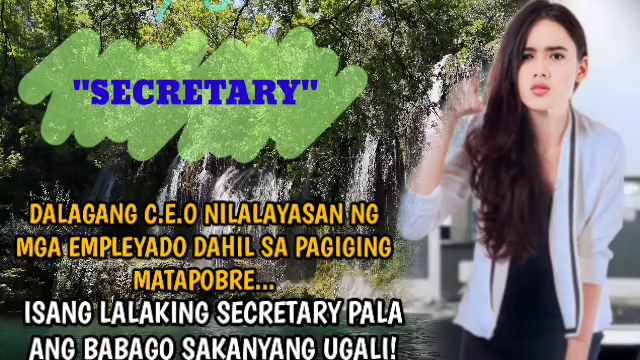 "SECRETARY"
DALAGANG C.E.O NILALAYASAN NG
MGA EMPLEYADO DAHIL SA PAGIGING
MATAPOBRE...
ISANG LALAKING SECRETARY PALA
ANG BABAGO SAKANYANG UGALI!